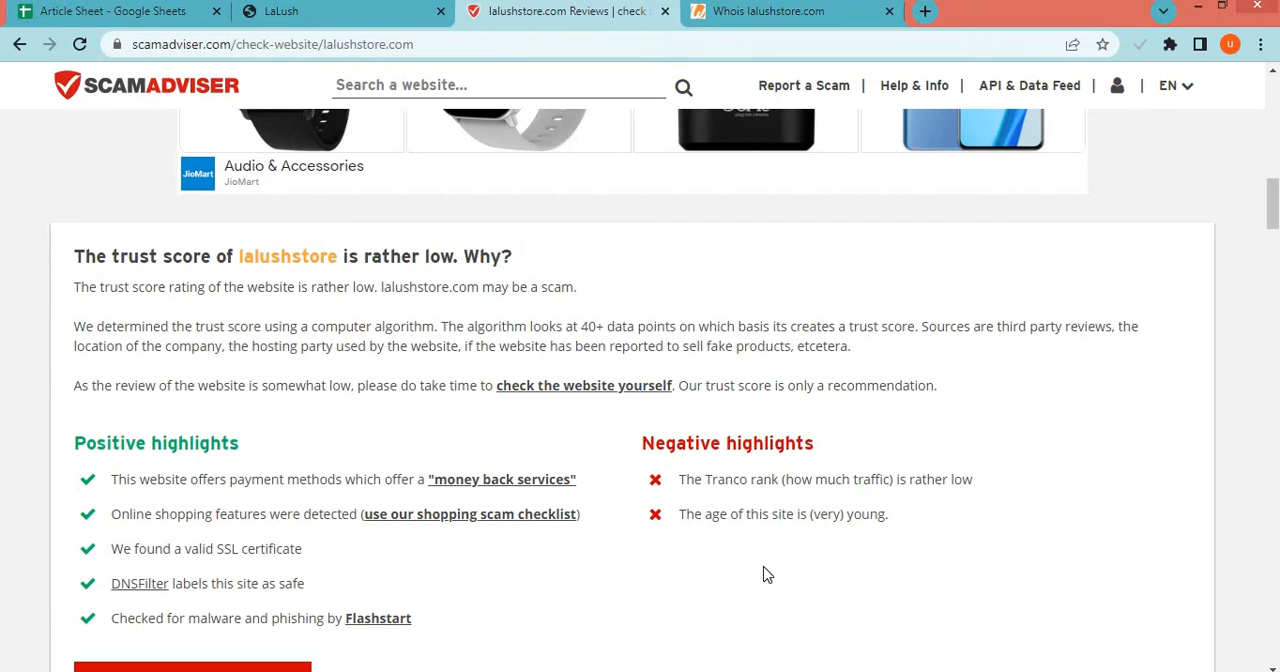 Article Sheet - Google Sheets
LaLush
lalushstore.com Reviews | check
Whois lalushstore.com
scamadviser.com/check-website/lalushstore.com
u
SCAMADVISER
Search a website...
Report a Scam
Help & Info
API & Data Feed
EN
JioMart
Audio & Accessories
JioMart
The trust score of lalushstore is rather low. Why?
The trust score rating of the website is rather low. lalushstore.com may be a scam.
We determined the trust score using a computer algorithm. The algorithm looks at 40+ data points on which basis its creates a trust score. Sources are third party reviews, the
location of the company, the hosting party used by the website, if the website has been reported to sell fake products, etcetera.
As the review of the website is somewhat low, please do take time to check the website yourself. Our trust score is only a recommendation.
Positive highlights
This website offers payment methods which offer a "money back services"
Online shopping features were detected (use our shopping scam checklist)
We found a valid SSL certificate
DNSFilter labels this site as safe
Checked for malware and phishing by Flashstart
Negative highlights
The Tranco rank (how much traffic) is rather low
The age of this site is (very) young.